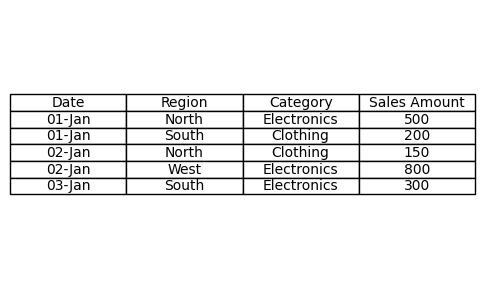 Date Region Category Sales Amount
01-Jan North Electronics 500
01-Jan South Clothing 200
02-Jan North Clothing 150
02-Jan West Electronics 800
03-Jan South Electronics 300